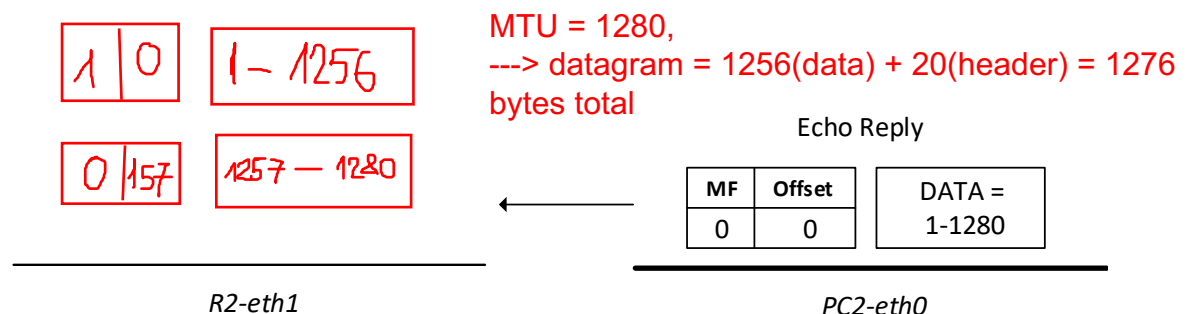 MTU = 1280,
---> datagram = 1256(data) + 20(header) = 1276
bytes total
1 | 0 1 - 1256
0 | 157 1257 - 1280
Echo Reply
MF Offset
0 0
DATA =
1-1280
R2-eth1
PC2-eth0